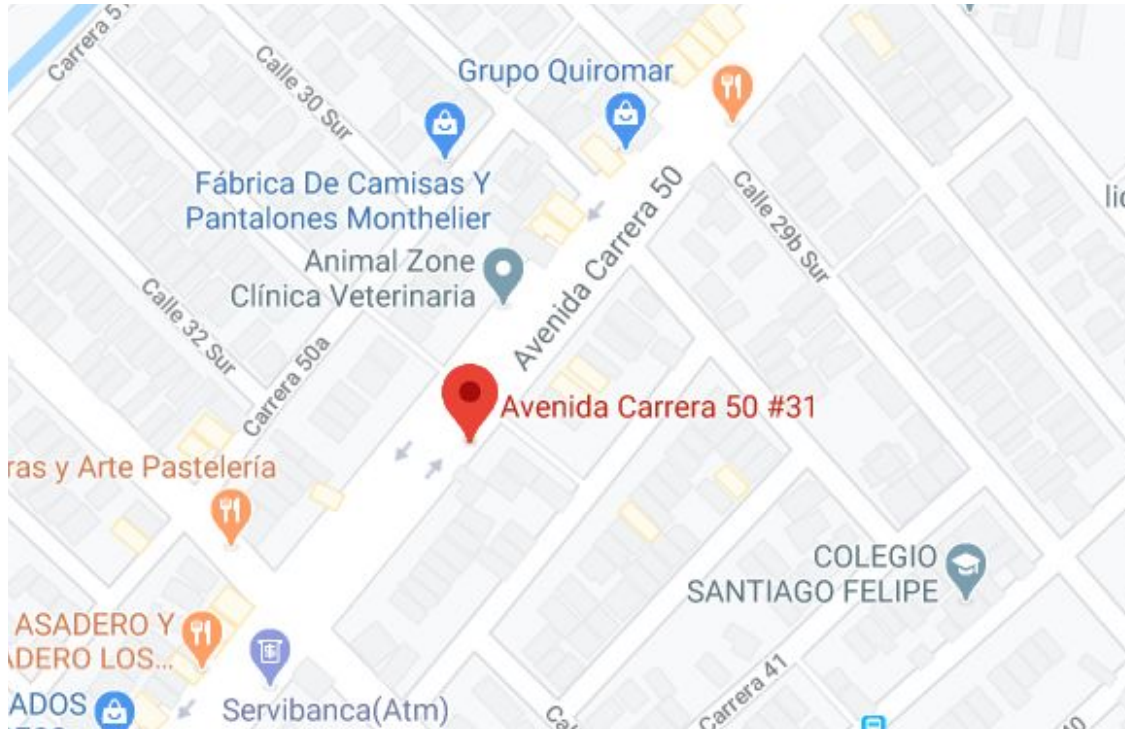 Carrera 51
Calle 30 Sur
Grupo Quiromar
Fábrica De Camisas Y
Pantalones Monthelier
Avenida Carrera 50
Calle 29b Sur
Animal Zone
Clínica Veterinaria
Calle 32 Sur
Carrera 50a
Avenida Carrera 50 #31
ras y Arte Pastelería
COLEGIO
SANTIAGO FELIPE
ASADERO Y
ADERO LOS...
Servibanca(Atm)
ADOS
Carrera 41